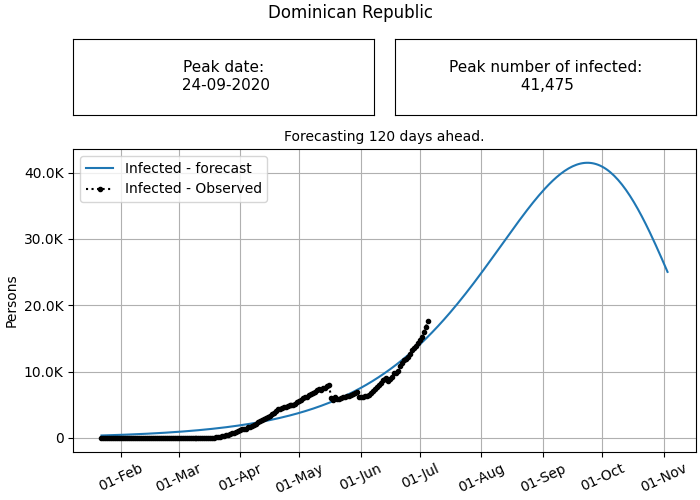 Dominican Republic
Peak date:
24-09-2020
Peak number of infected:
41,475
Forecasting 120 days ahead.
Infected - forecast
Infected - Observed
40.0K
30.0K
20.0K
10.0K
0
Persons
01-Feb
01-Mar
01-Apr
01-May
01-Jun
01-Jul
01-Aug
01-Sep
01-Oct
01-Nov